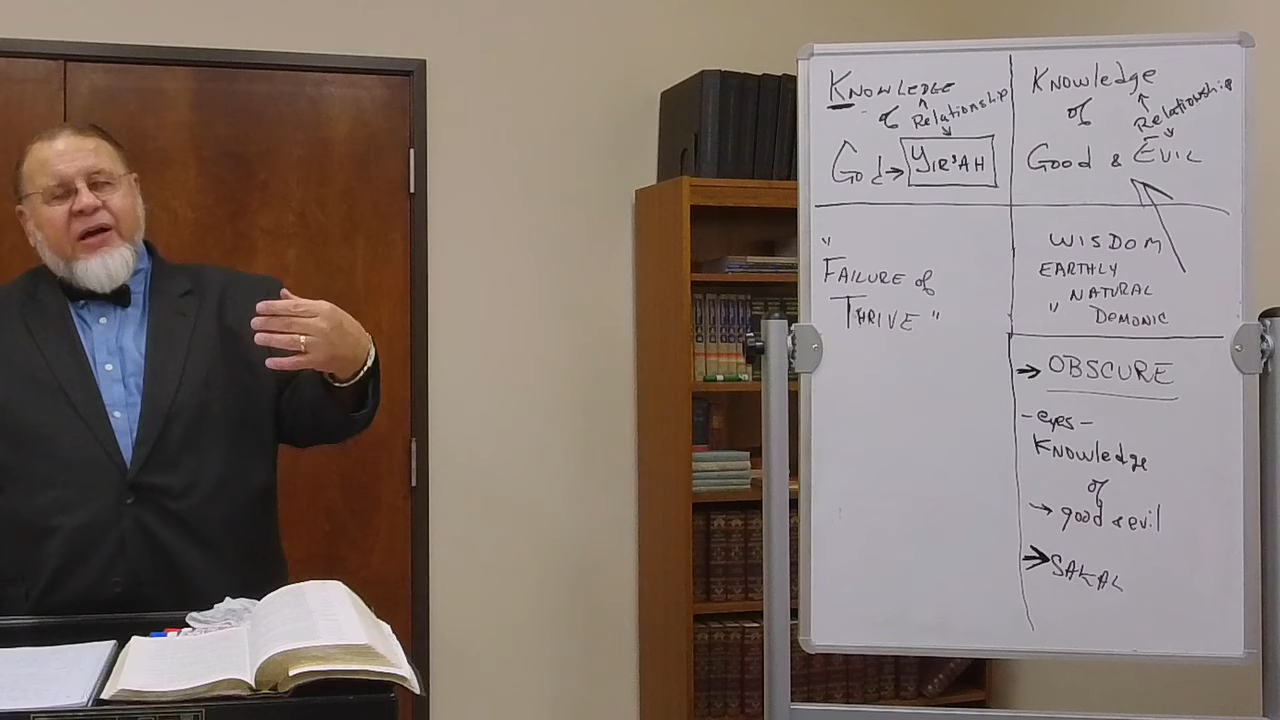 KNOWLEDGE
of Relationship
God → YIR'AH
"
FAILURE of
THRIVE "
Knowledge
of Relationship
Good & EVIL
WISDOM
EARTHLY
NATURAL
" DEMONIC
→ OBSCURE
- eyes -
Knowledge
of
→ good & evil
→ SAKAL